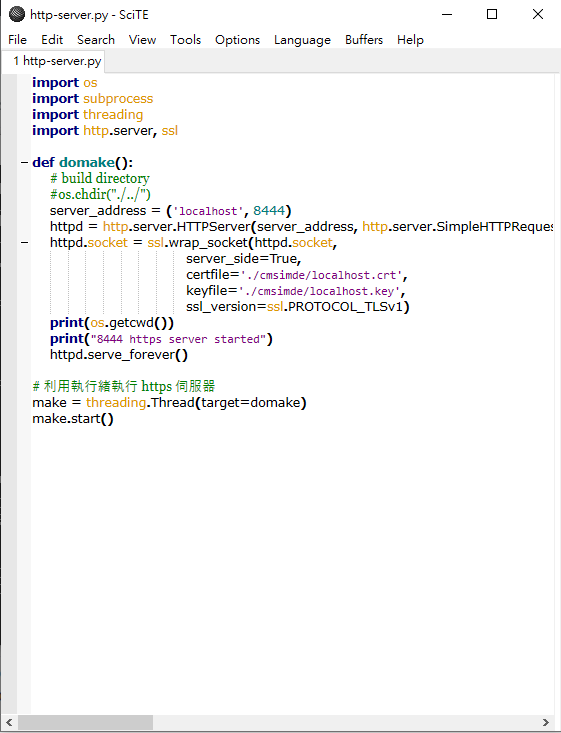 http-server.py - SciTE
File Edit Search View Tools Options Language Buffers Help
1 http-server.py
import os
import subprocess
import threading
import http.server, ssl
def domake():
# build directory
#os.chdir("./../")
server_address = ('localhost', 8444)
httpd = http.server.HTTPServer(server_address, http.server.SimpleHTTPReques
httpd.socket = ssl.wrap_socket(httpd.socket,
server_side=True,
certfile='./cmsimde/localhost.crt',
keyfile='./cmsimde/localhost.key',
ssl_version=ssl.PROTOCOL_TLSv1)
print(os.getcwd())
print("8444 https server started")
httpd.serve_forever()
# 利用執行緒執行 https 伺服器
make = threading.Thread(target=domake)
make.start()